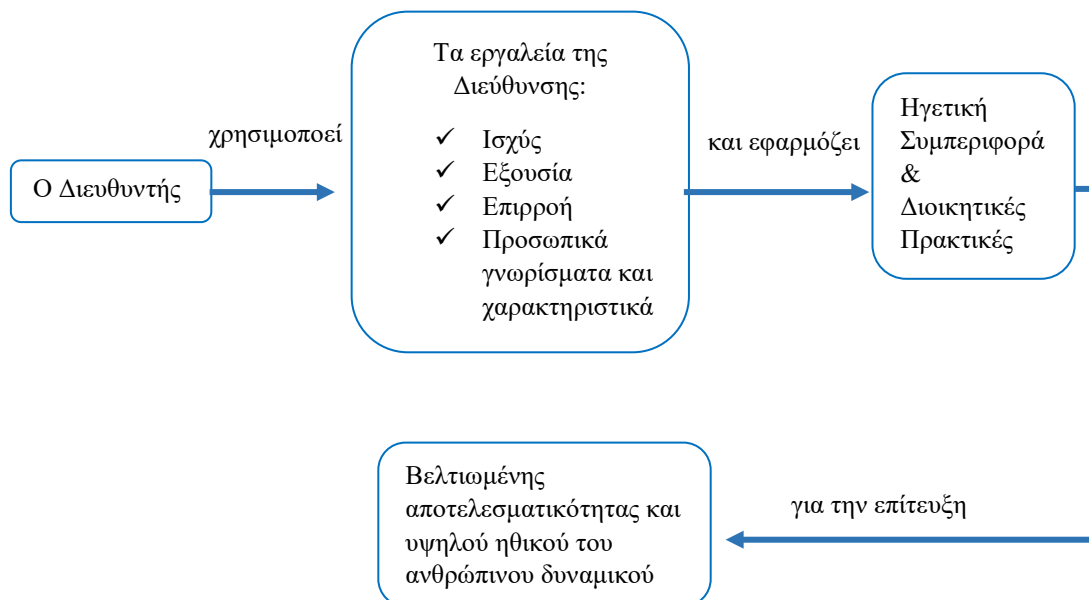 Ο Διευθυντής
χρησιμοποεί
Τα εργαλεία της
Διεύθυνσης:
✓ Ισχύς
✓ Εξουσία
✓ Επιρροή
✓ Προσωπικά
γνωρίσματα και
χαρακτηριστικά
και εφαρμόζει
Ηγετική
Συμπεριφορά
&
Διοικητικές
Πρακτικές
για την επίτευξη
Βελτιωμένης
αποτελεσματικότητας και
υψηλού ηθικού του
ανθρώπινου δυναμικού